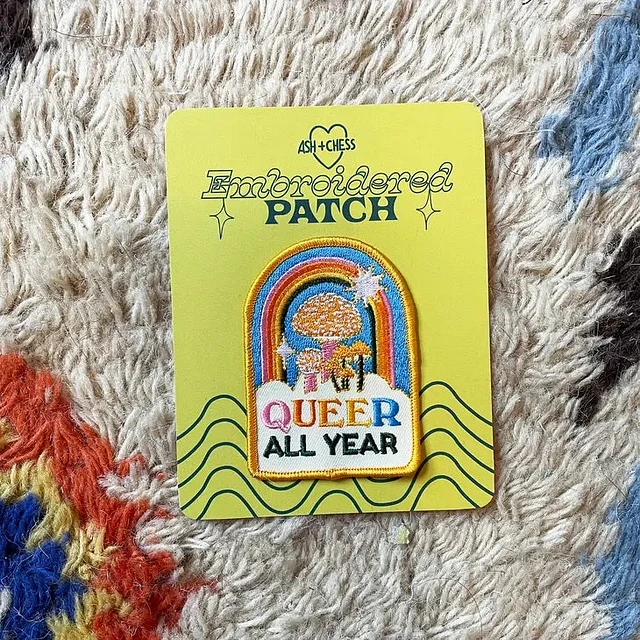 ASH + CHESS
Embroidered
PATCH
QUEER
ALL YEAR